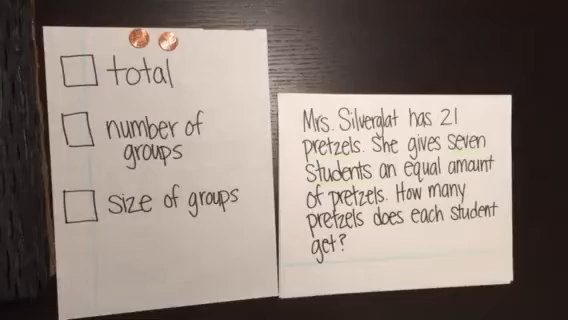 total
number of
groups
size of groups
Mrs. Silverglat has 21
pretzels. She gives seven
students an equal amount
of pretzels. How many
pretzels does each student
get?